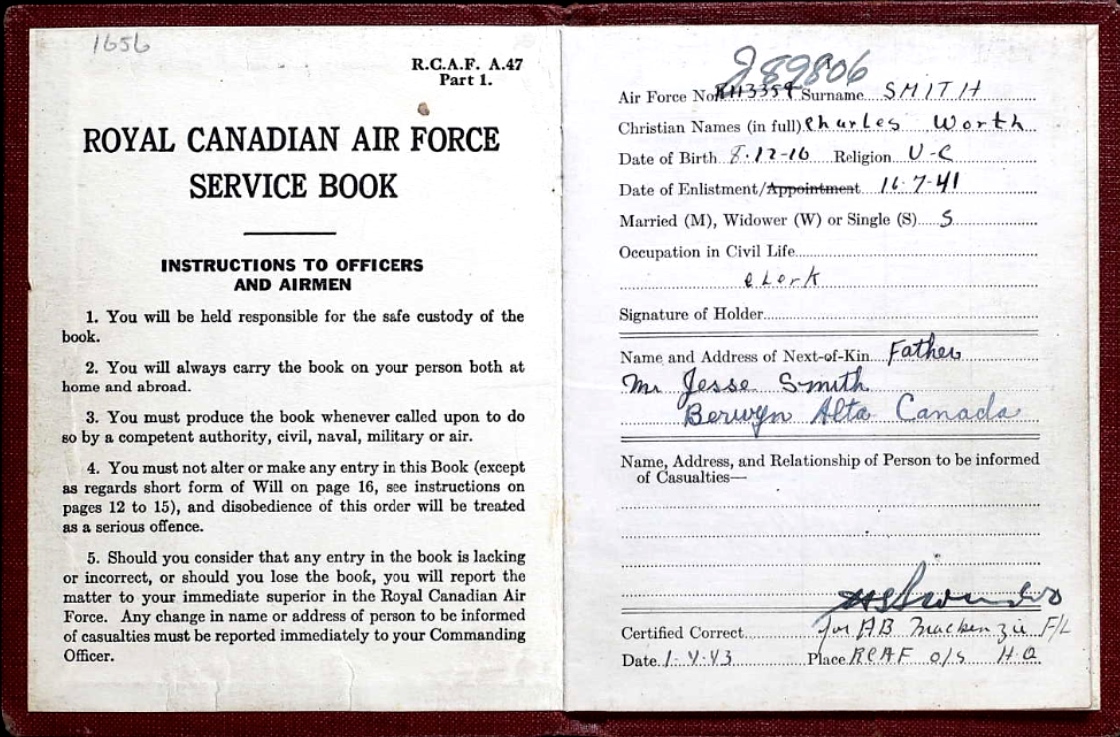 1656
R.C.A.F. A.47
Part 1.
ROYAL CANADIAN AIR FORCE
SERVICE BOOK
INSTRUCTIONS TO OFFICERS
AND AIRMEN
1. You will be held responsible for the safe custody of the
book.
2. You will always carry the book on your person both at
home and abroad.
3. You must produce the book whenever called upon to do
so by a competent authority, civil, naval, military or air.
4. You must not alter or make any entry in this Book (except
as regards short form of Will on page 16, see instructions on
pages 12 to 15), and disobedience of this order will be treated
as a serious offence.
5. Should you consider that any entry in the book is lacking
or incorrect, or should you lose the book, you will report the
matter to your immediate superior in the Royal Canadian Air
Force. Any change in name or address of person to be informed
of casualties must be reported immediately to your Commanding
Officer.
J89806
Air Force No. Surname SMITH
Christian Names (in full) Charles Worth
Date of Birth 8.12-16 Religion U-C
Date of Enlistment/Appointment 16.7-41
Married (M), Widower (W) or Single (S) S
Occupation in Civil Life
Clerk
Signature of Holder
Name and Address of Next-of-Kin Father
Mr Jesse Smith
Berwyn Alta Canada
Name, Address, and Relationship of Person to be informed
of Casualties—
Certified Correct for AB Mackenzie F/L
Date 1.4.43 Place RCAF O/S H.Q.